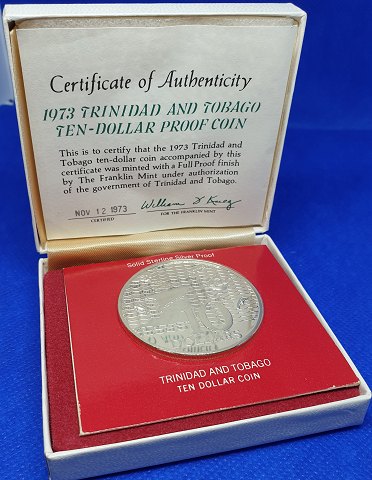 Certificate of Authenticity
1973 TRINIDAD AND TOBAGO
TEN-DOLLAR PROOF COIN
This is to certify that the 1973 Trinidad and
Tobago ten-dollar coin accompanied by this
certificate was minted with a Full Proof finish
by The Franklin Mint under authorization
of the government of Trinidad and Tobago.
NOV 12 1973
CERTIFIED
FOR THE FRANKLIN MINT
Solid Sterling Silver Proof
TRINIDAD AND TOBAGO
TEN DOLLAR COIN